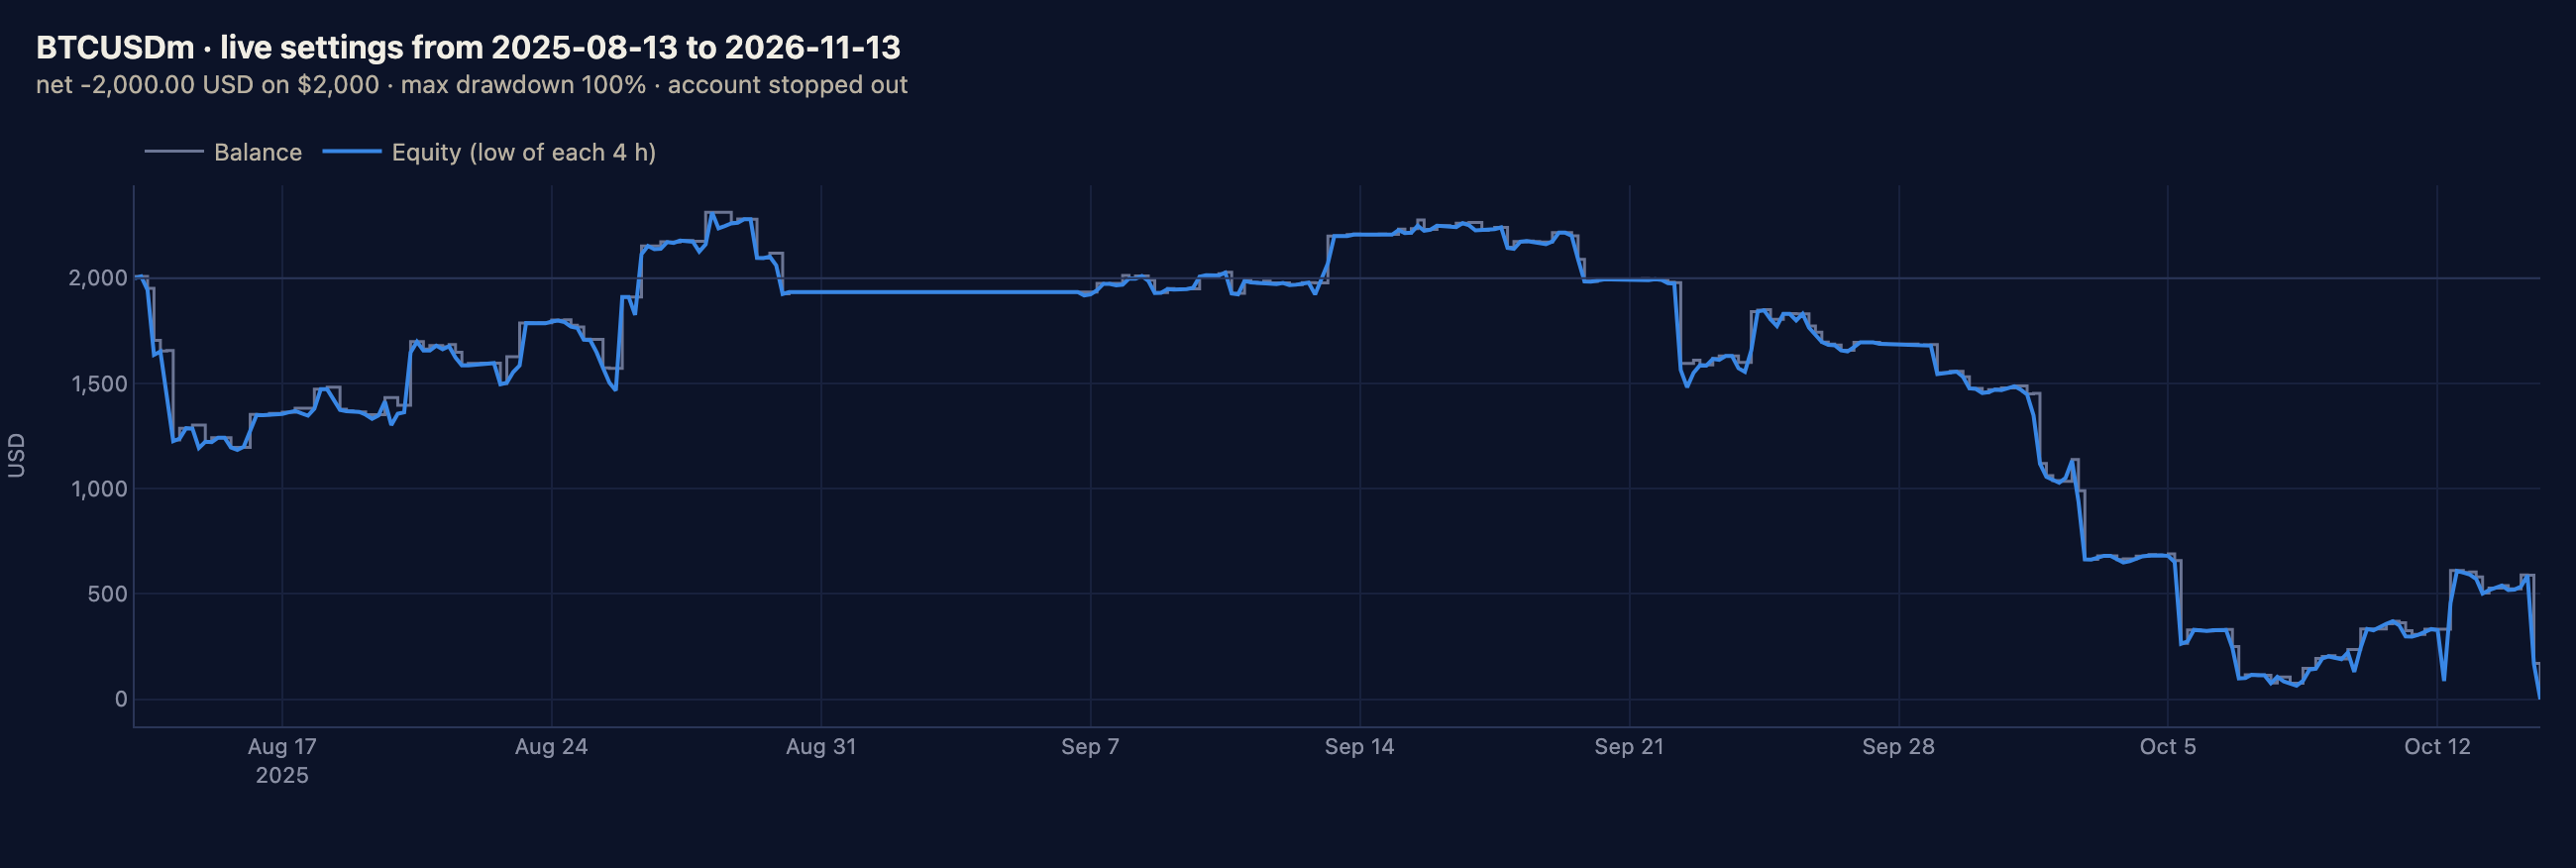 BTCUSDm · live settings from 2025-08-13 to 2026-11-13
net -2,000.00 USD on $2,000 · max drawdown 100% · account stopped out
Balance Equity (low of each 4 h)
2,000
1,500
1,000
500
0
USD
Aug 17 Aug 24 Aug 31 Sep 7 Sep 14 Sep 21 Sep 28 Oct 5 Oct 12
2025